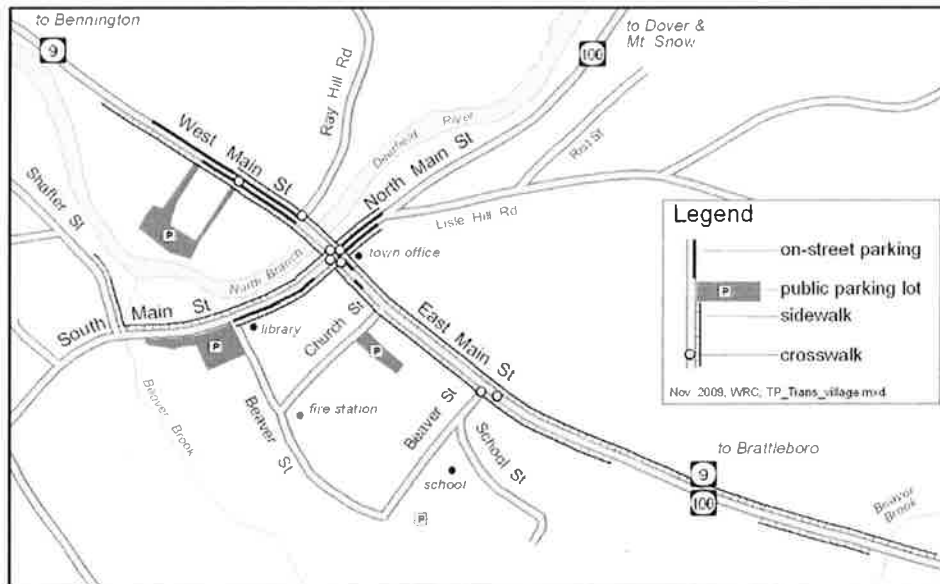 to Bennington
9
to Dover &
Mt Snow
100
Ray Hill Rd
West Main St
Deerfield River
North Main St
Rist St
Shafter St
Lisle Hill Rd
P
town office
North Branch
South Main St
library
Church St
P
P
East Main St
fire station
Beaver St
Beaver St
School St
Beaver Brook
school
P
to Brattleboro
9
100
Beaver
Brook
Legend
on-street parking
P
public parking lot
sidewalk
crosswalk
Nov 2009, WRC, TP_Trans_village.mxd